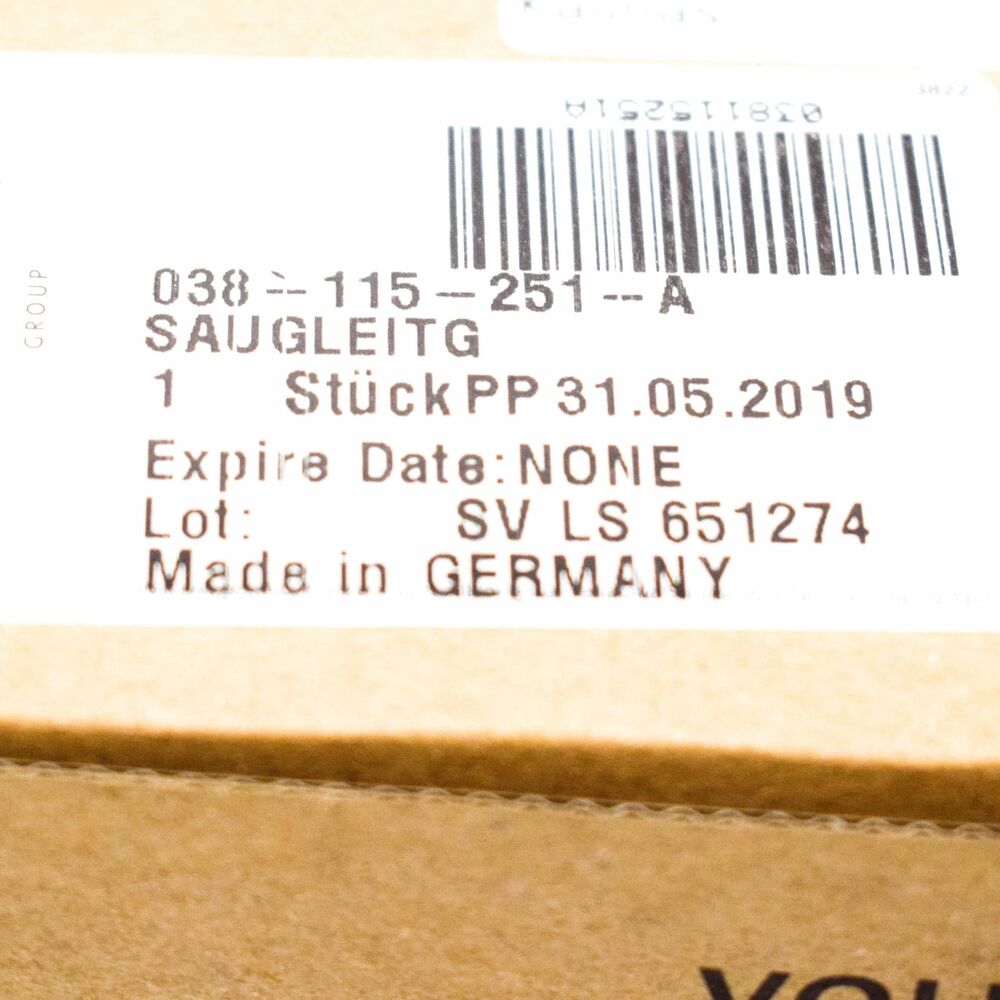 3822
038115251A
GROUP
038--115-251--A
SAUGLEITG
1 Stück PP 31.05.2019
Expire Date:NONE
Lot: SV LS 651274
Made in GERMANY